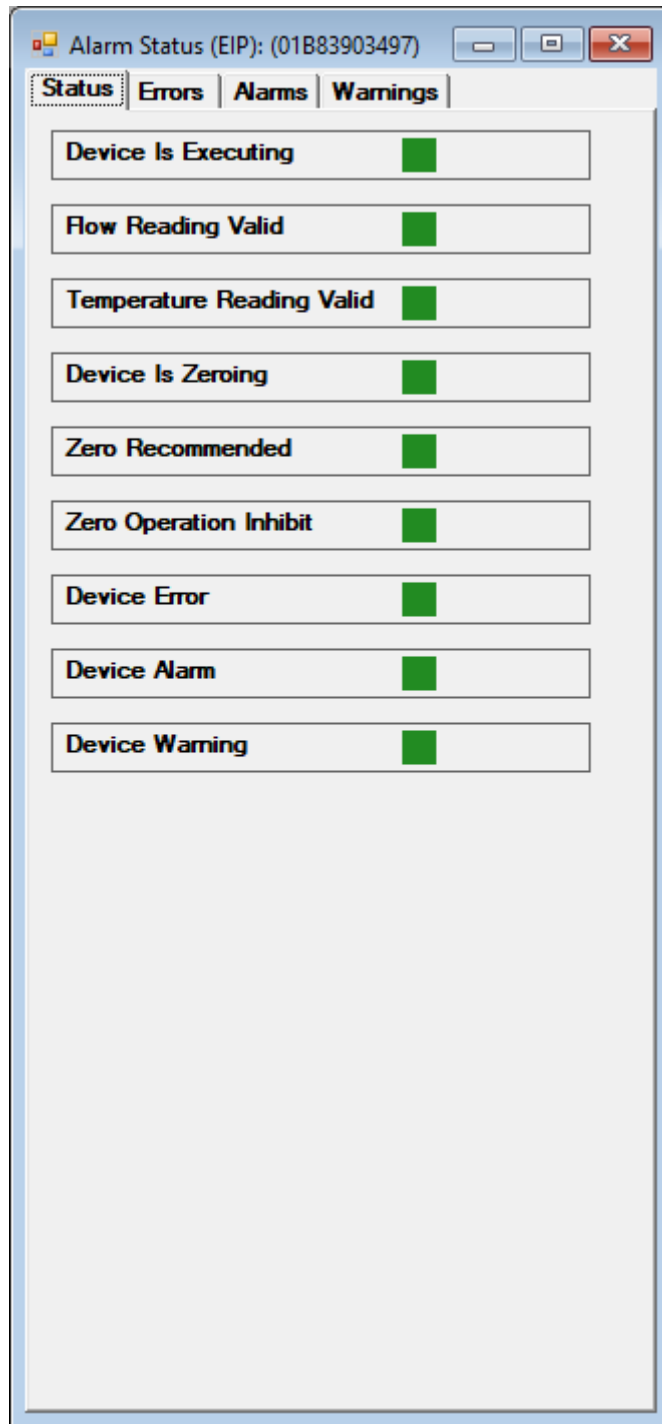 Alarm Status (EIP): (01B83903497)
Status Errors Alarms Warnings
Device Is Executing
Flow Reading Valid
Temperature Reading Valid
Device Is Zeroing
Zero Recommended
Zero Operation Inhibit
Device Error
Device Alarm
Device Warning